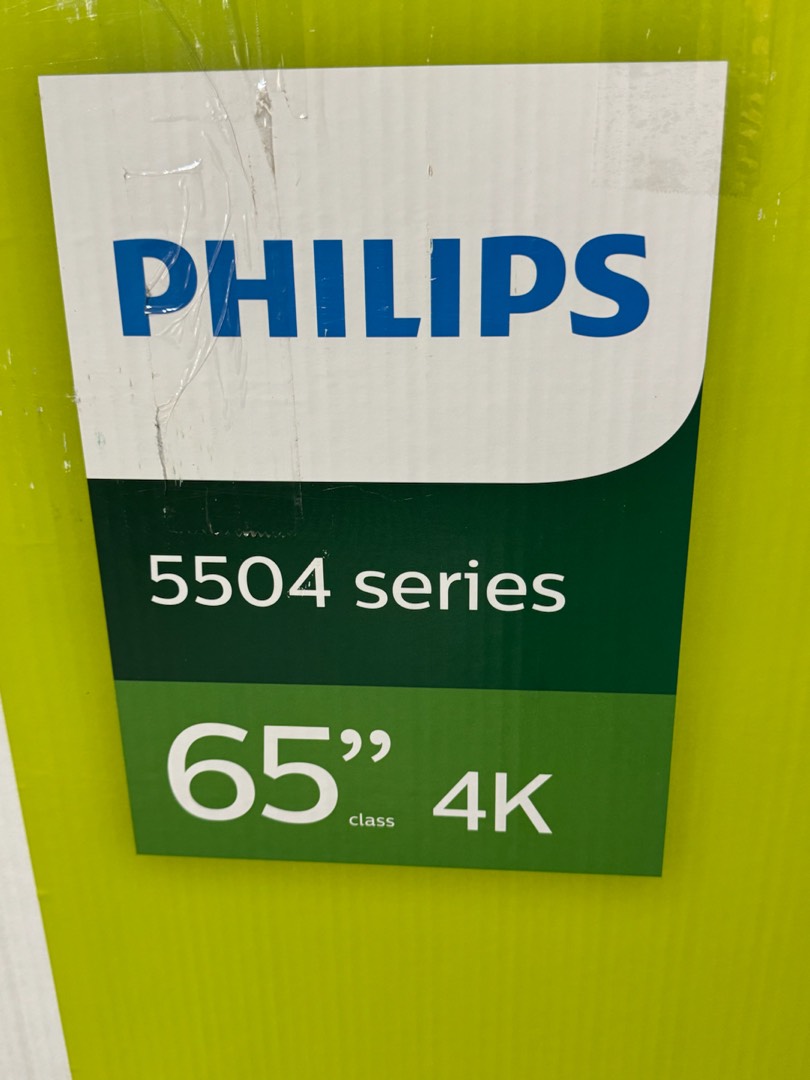 PHILIPS
5504 series
65” class 4K